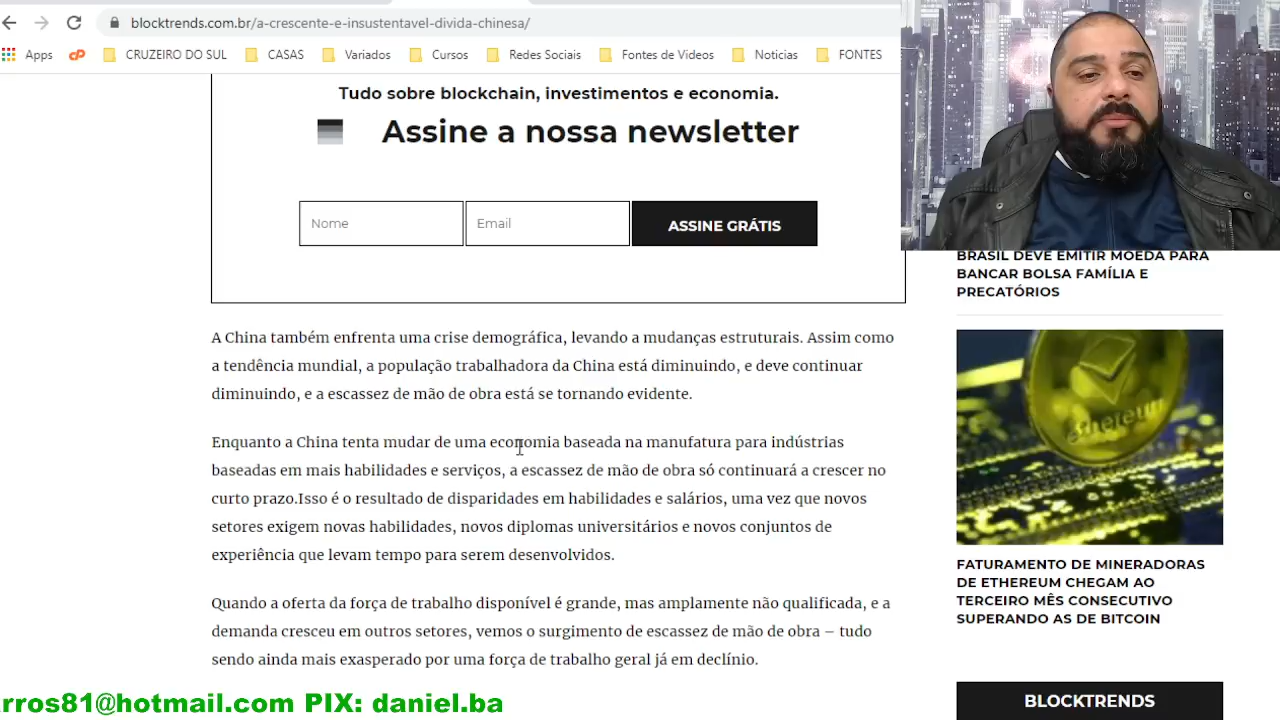 blocktrends.com.br/a-crescente-e-insustentavel-divida-chinesa/
Apps
CRUZEIRO DO SUL
CASAS
Variados
Cursos
Redes Sociais
Fontes de Videos
Noticias
FONTES
Tudo sobre blockchain, investimentos e economia.
Assine a nossa newsletter
Nome
Email
ASSINE GRÁTIS
A China também enfrenta uma crise demográfica, levando a mudanças estruturais. Assim como
a tendência mundial, a população trabalhadora da China está diminuindo, e deve continuar
diminuindo, e a escassez de mão de obra está se tornando evidente.
Enquanto a China tenta mudar de uma economia baseada na manufatura para indústrias
baseadas em mais habilidades e serviços, a escassez de mão de obra só continuará a crescer no
curto prazo.Isso é o resultado de disparidades em habilidades e salários, uma vez que novos
setores exigem novas habilidades, novos diplomas universitários e novos conjuntos de
experiência que levam tempo para serem desenvolvidos.
Quando a oferta da força de trabalho disponível é grande, mas amplamente não qualificada, e a
demanda cresceu em outros setores, vemos o surgimento de escassez de mão de obra – tudo
sendo ainda mais exasperado por uma força de trabalho geral já em declínio.
BRASIL DEVE EMITIR MOEDA PARA
BANCAR BOLSA FAMÍLIA E
PRECATÓRIOS
ethereum
FATURAMENTO DE MINERADORAS
DE ETHEREUM CHEGAM AO
TERCEIRO MÊS CONSECUTIVO
SUPERANDO AS DE BITCOIN
BLOCKTRENDS
rros81@hotmail.com PIX: daniel.ba